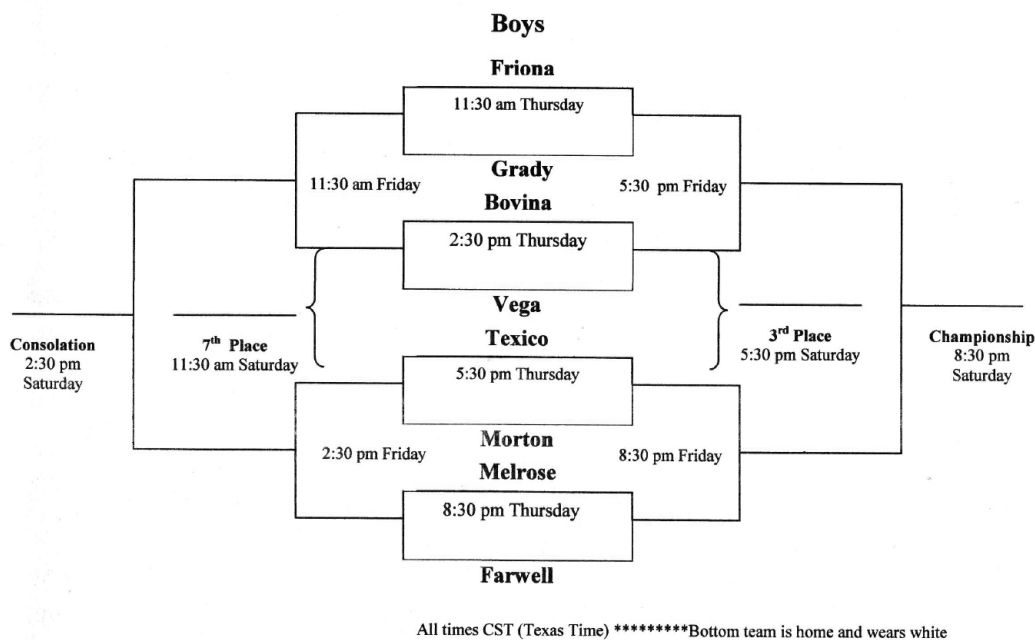 Boys
Friona
11:30 am Thursday
Grady
11:30 am Friday
5:30 pm Friday
Bovina
2:30 pm Thursday
Vega
Texico
Consolation
2:30 pm
Saturday
7th Place
11:30 am Saturday
3rd Place
5:30 pm Saturday
Championship
8:30 pm
Saturday
5:30 pm Thursday
Morton
2:30 pm Friday
8:30 pm Friday
Melrose
8:30 pm Thursday
Farwell
All times CST (Texas Time) *********Bottom team is home and wears white